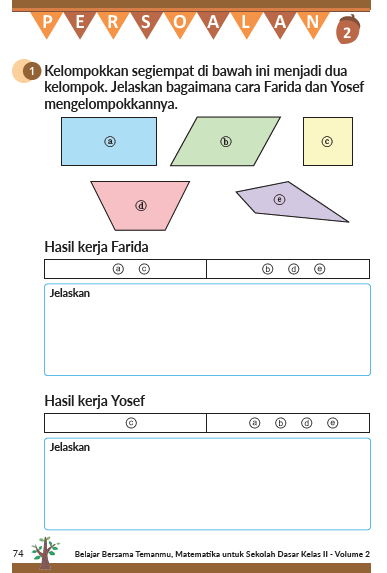 PERSOALAN
2
1 Kelompokkan segiempat di bawah ini menjadi dua
kelompok. Jelaskan bagaimana cara Farida dan Yosef
mengelompokkannya.
a b c
d e
Hasil kerja Farida
a c b d e
Jelaskan
Hasil kerja Yosef
c a b d e
Jelaskan
74 Belajar Bersama Temanmu, Matematika untuk Sekolah Dasar Kelas II - Volume 2